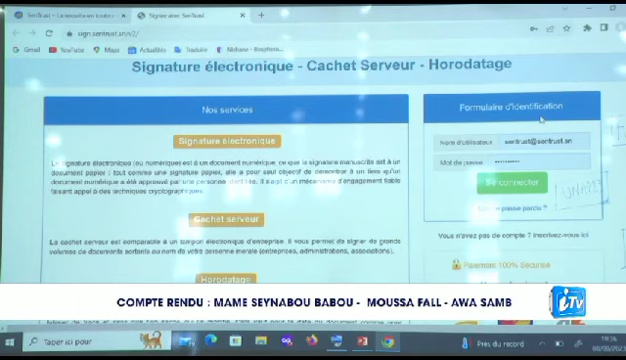 SenTrust - La
Signer avec SenTrust
sign.sentrust.sn/v2/
Gmail
YouTube
Maps
Actualités
Traduire
Signature électronique - Cachet Serveur - Horodatage
Nos services
Formulaire d'identification
Signature électronique
Nom d'utilisateur
sentrust@sentrust.sn
Mot de passe
Se connecter
passe perdu ?
La signature électronique (ou numérique) est à un document numérique, ce que la signature manuscrite est à un
document papier : tout comme une signature papier, elle a pour seul objectif de démontrer à un tiers qu'un
document numérique a été approuvé par une personne identifiée. Il s'agit d'un mécanisme d'engagement fiable
faisant appel à des techniques cryptographiques.
Cachet serveur
Le cachet serveur est comparable à un tampon électronique d'entreprise. Il vous permet de signer de grands
volumes de documents sortants au nom de votre personne morale (entreprises, administrations, associations).
Vous n'avez pas de compte ? Inscrivez-vous ici
Paiement 100% Sécurisé
Horodatage
COMPTE RENDU : MAME SEYNABOU BABOU - MOUSSA FALL - AWA SAMB
iTV
Taper ici pour
Près du record